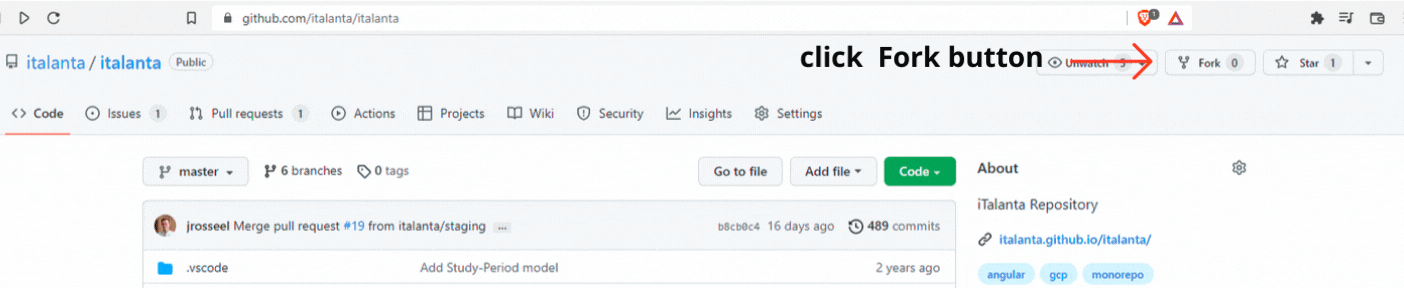 github.com/italanta/italanta
1
italanta / italanta Public
click Fork button
Unwatch 5
Fork 0
Star 1
Code
Issues 1
Pull requests 1
Actions
Projects
Wiki
Security
Insights
Settings
master
6 branches
0 tags
Go to file
Add file
Code
About
jrosseel Merge pull request #19 from italanta/staging ...
b8cb0c4 16 days ago
489 commits
iTalanta Repository
italanta.github.io/italanta/
.vscode
Add Study-Period model
2 years ago
angular
gcp
monorepo